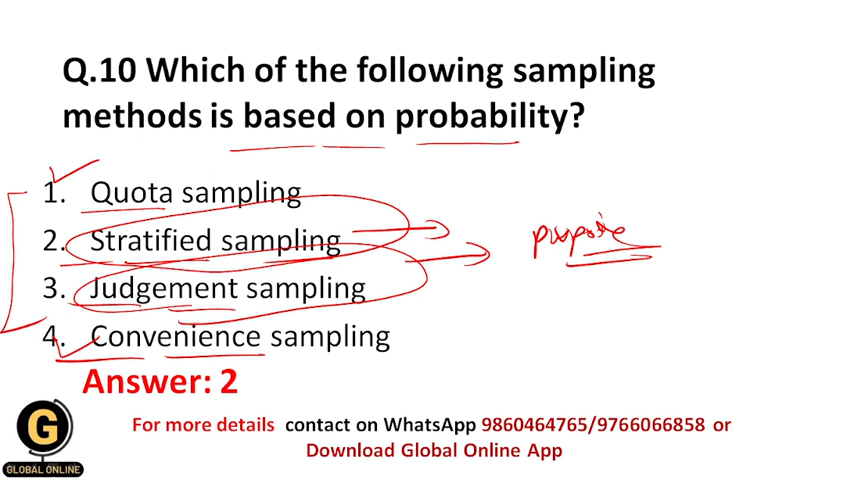 Q.10 Which of the following sampling
methods is based on probability?
1. Quota sampling
2. Stratified sampling
3. Judgement sampling
4. Convenience sampling
Answer: 2
For more details contact on WhatsApp 9860464765/9766066858 or
Download Global Online App
G
GLOBAL ONLINE